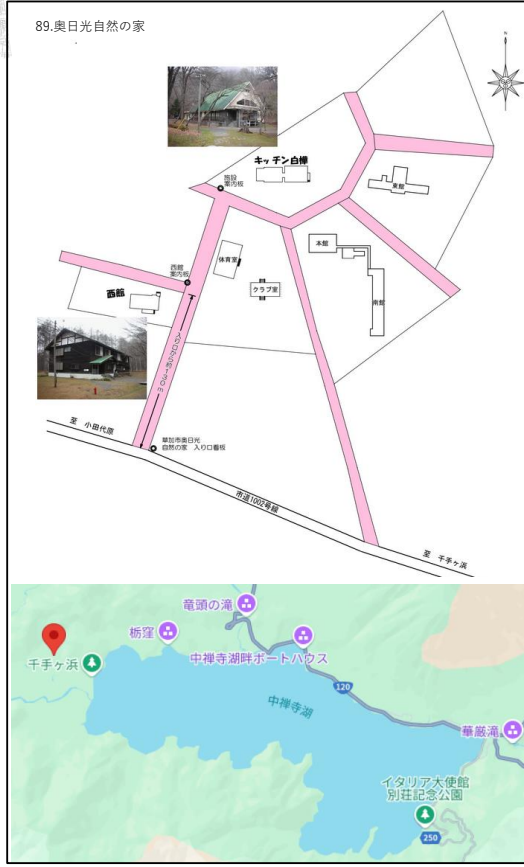 89.奥日光自然の家
N
キッチン白樺
施設
案内板
東館
本館
体育室
西館
案内板
クラブ室
南館
西館
入り口から約130m
至 小田代原
草加市奥日光
自然の家 入り口看板
市道1002号線
至 千手ヶ浜
竜頭の滝
栃窪
中禅寺湖畔ボートハウス
千手ヶ浜
120
中禅寺湖
華厳滝
イタリア大使館
別荘記念公園
250